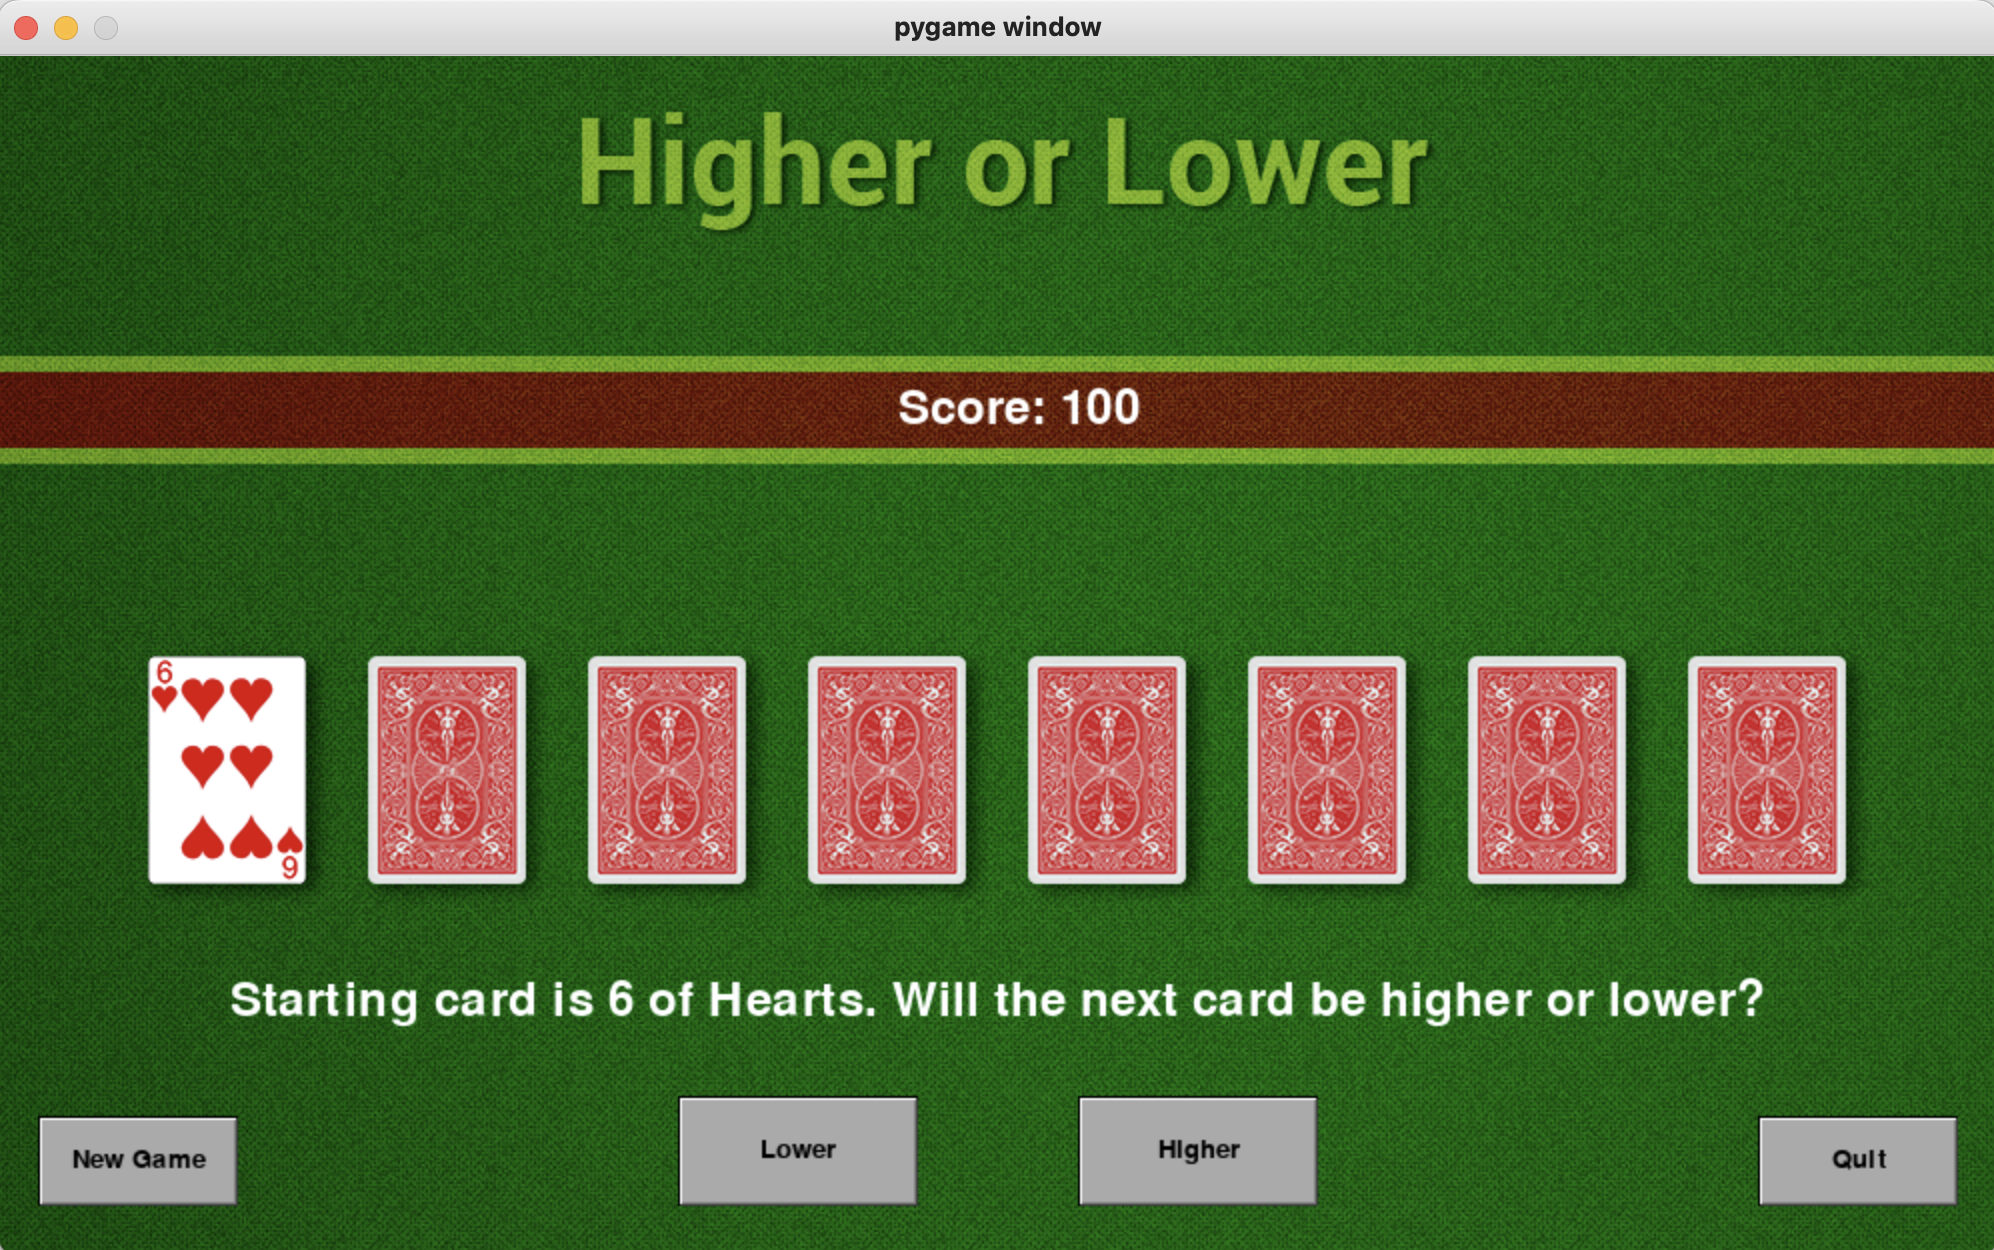 pygame window
Higher or Lower
Score: 100
6
6
Starting card is 6 of Hearts. Will the next card be higher or lower?
New Game
Lower
Higher
Quit